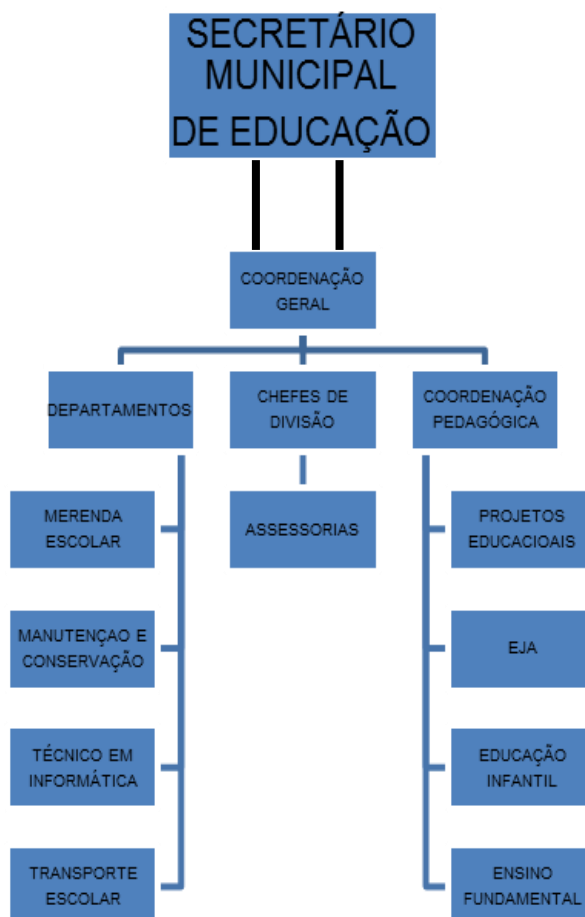 SECRETÁRIO
MUNICIPAL
DE EDUCAÇÃO
COORDENAÇÃO
GERAL
DEPARTAMENTOS
CHEFES DE
DIVISÃO
COORDENAÇÃO
PEDAGÓGICA
MERENDA
ESCOLAR
ASSESSORIAS
PROJETOS
EDUCACIOAIS
MANUTENÇAO E
CONSERVAÇÃO
EJA
TÉCNICO EM
INFORMÁTICA
EDUCAÇÃO
INFANTIL
TRANSPORTE
ESCOLAR
ENSINO
FUNDAMENTAL